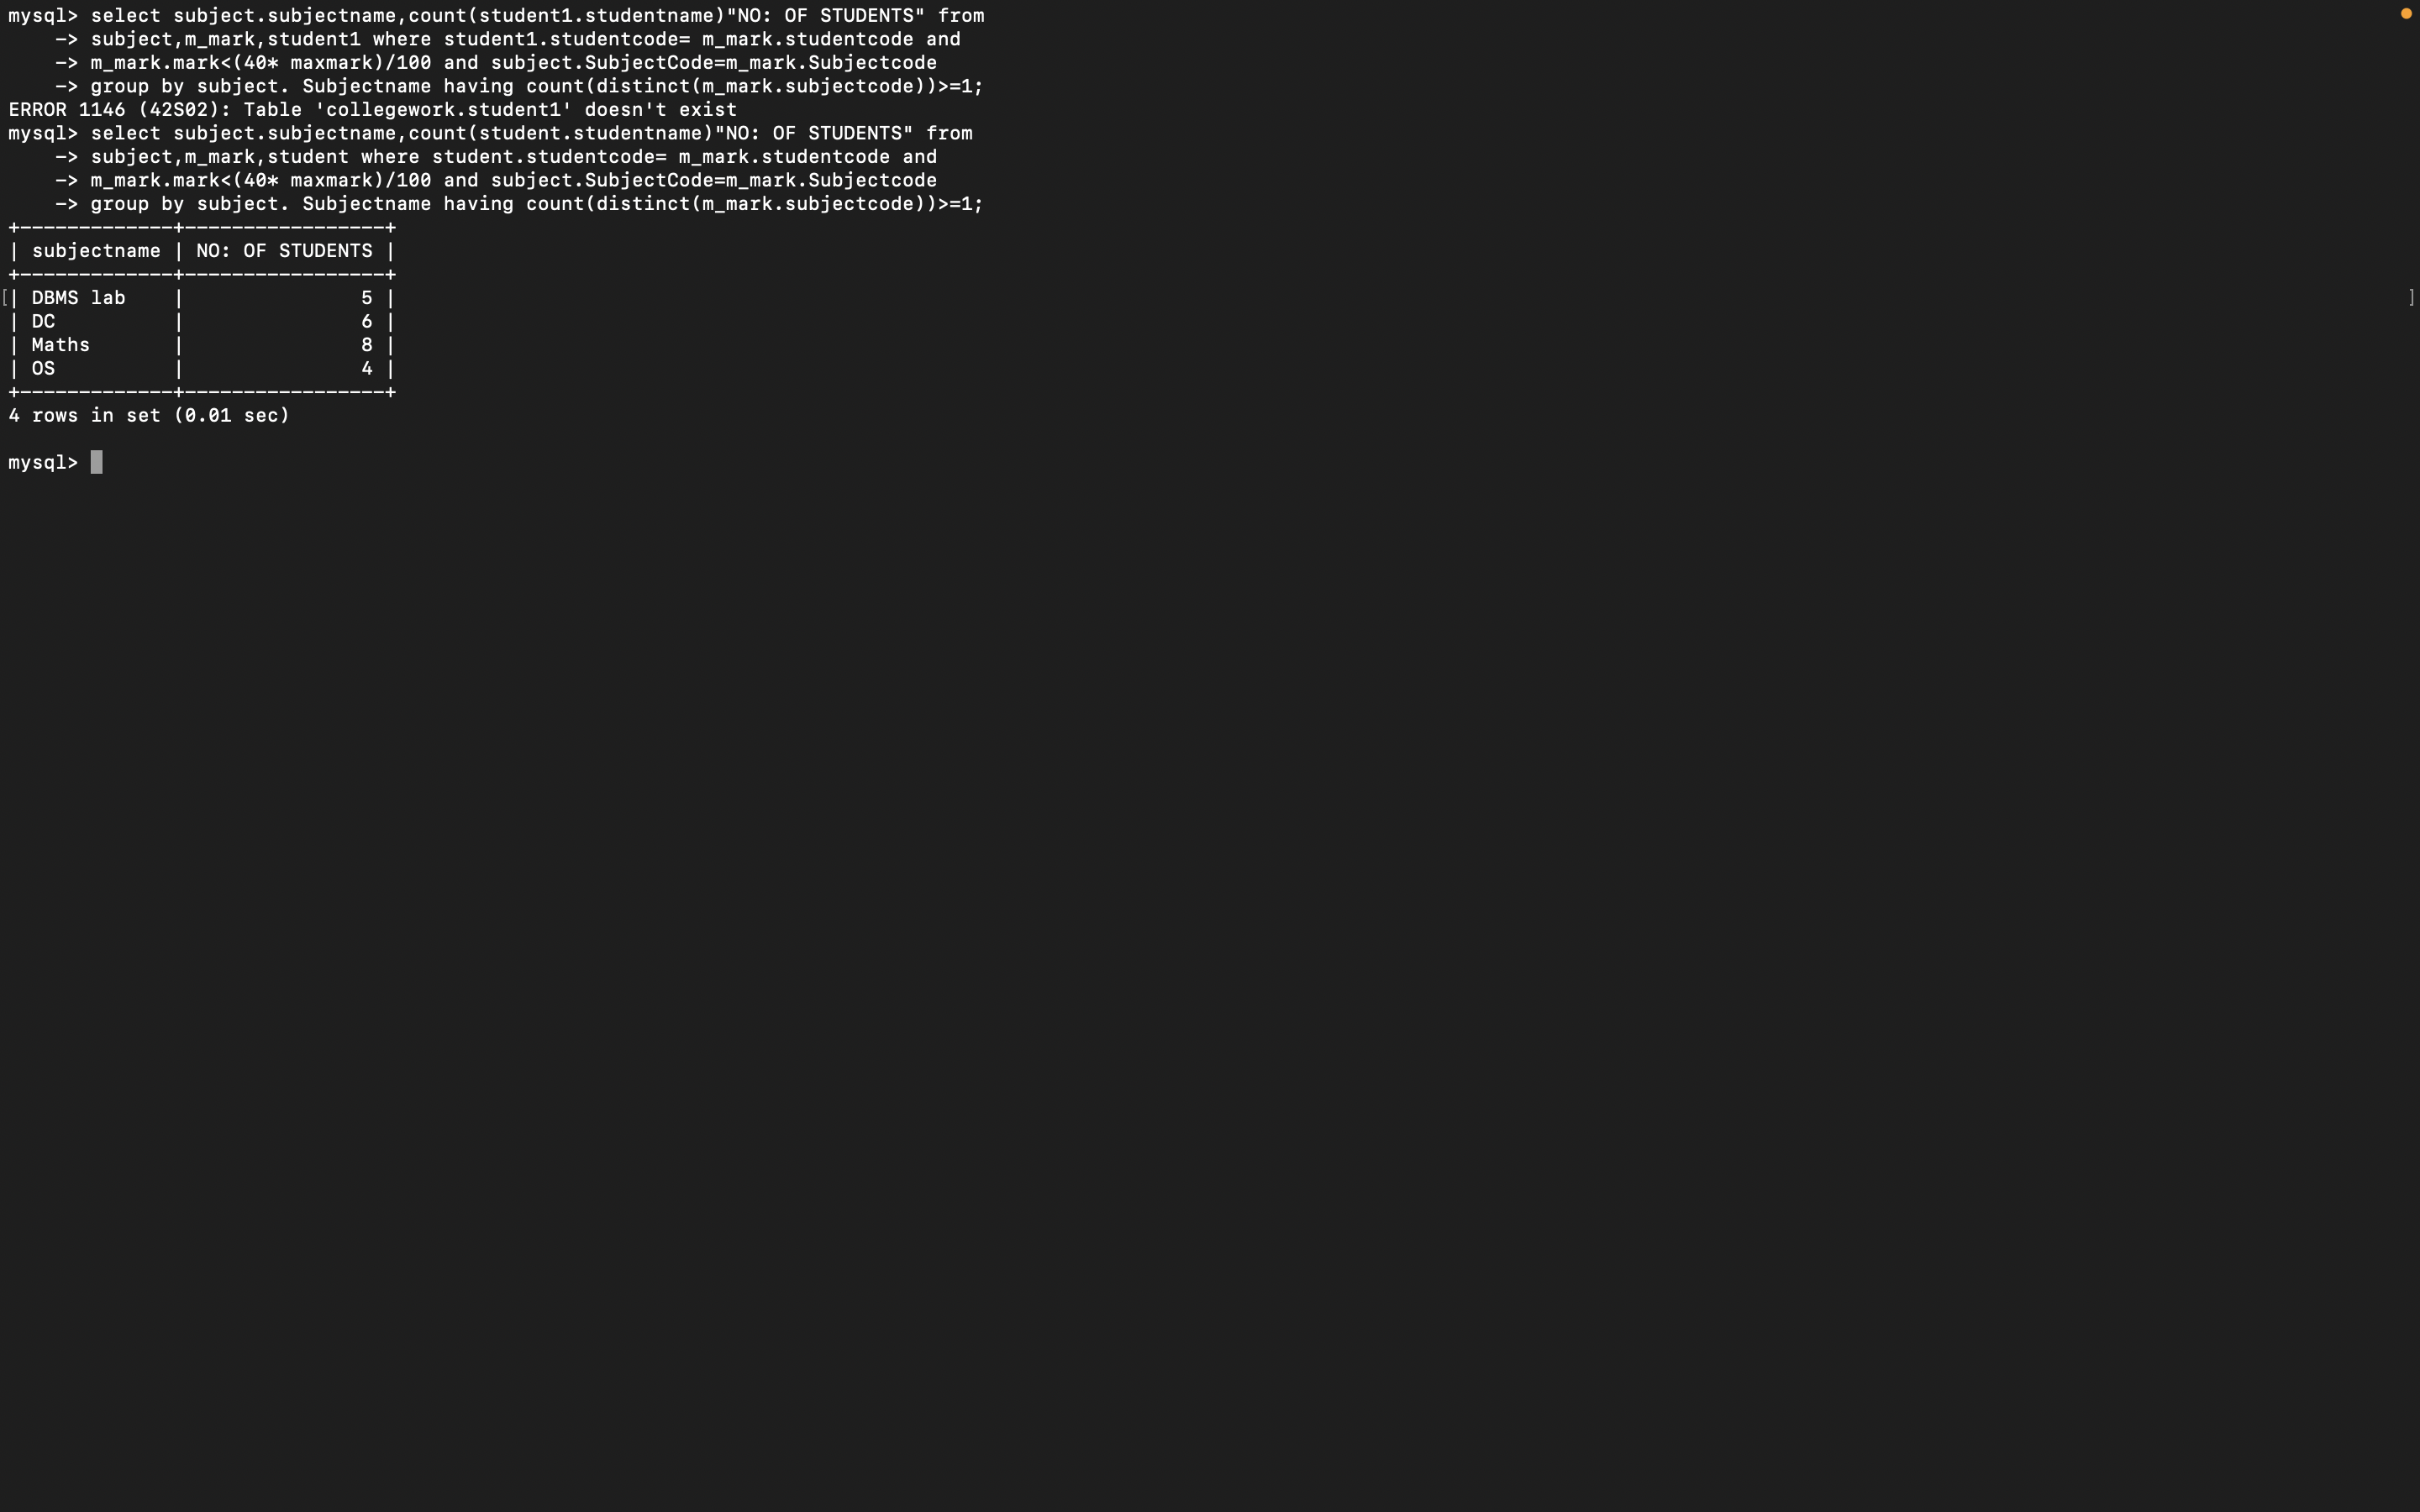 mysql> select subject.subjectname,count(student1.studentname)"NO: OF STUDENTS" from
    -> subject,m_mark,student1 where student1.studentcode= m_mark.studentcode and
    -> m_mark.mark<(40* maxmark)/100 and subject.SubjectCode=m_mark.Subjectcode
    -> group by subject. Subjectname having count(distinct(m_mark.subjectcode))>=1;
ERROR 1146 (42S02): Table 'collegework.student1' doesn't exist
mysql> select subject.subjectname,count(student.studentname)"NO: OF STUDENTS" from
    -> subject,m_mark,student where student.studentcode= m_mark.studentcode and
    -> m_mark.mark<(40* maxmark)/100 and subject.SubjectCode=m_mark.Subjectcode
    -> group by subject. Subjectname having count(distinct(m_mark.subjectcode))>=1;
+-------------+-----------------+
| subjectname | NO: OF STUDENTS |
+-------------+-----------------+
[| DBMS lab    |               5 | ]
| DC          |               6 |
| Maths       |               8 |
| OS          |               4 |
+-------------+-----------------+
4 rows in set (0.01 sec)
mysql>